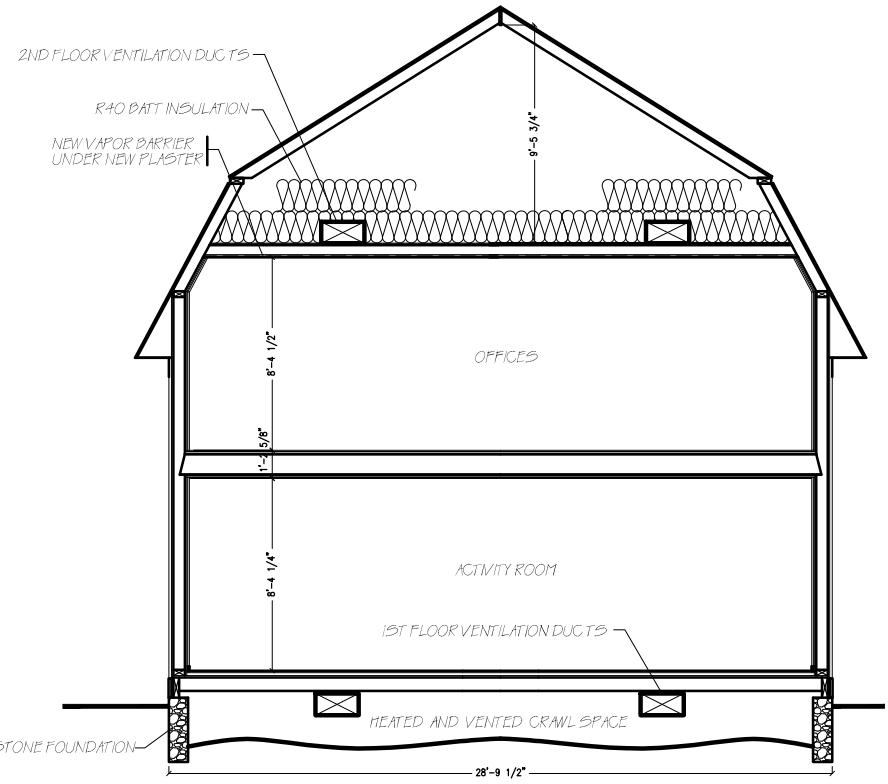 2ND FLOOR VENTILATION DUCTS
R40 BATT INSULATION
NEW VAPOR BARRIER
UNDER NEW PLASTER
9'-5 3/4"
8'-4 1/2"
OFFICES
1'-2 5/8"
8'-4 1/4"
ACTIVITY ROOM
1ST FLOOR VENTILATION DUCTS
HEATED AND VENTED CRAWL SPACE
STONE FOUNDATION
28'-9 1/2"